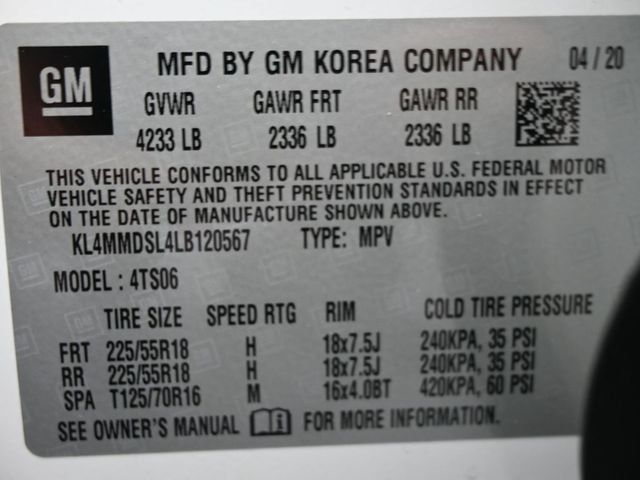 GM
MFD BY GM KOREA COMPANY 04/20
GVWR GAWR FRT GAWR RR
4233 LB 2336 LB 2336 LB
THIS VEHICLE CONFORMS TO ALL APPLICABLE U.S. FEDERAL MOTOR
VEHICLE SAFETY AND THEFT PREVENTION STANDARDS IN EFFECT
ON THE DATE OF MANUFACTURE SHOWN ABOVE.
KL4MMDSL4LB120567 TYPE: MPV
MODEL: 4TS06
TIRE SIZE SPEED RTG RIM COLD TIRE PRESSURE
FRT 225/55R18 H 18x7.5J 240KPA, 35 PSI
RR 225/55R18 H 18x7.5J 240KPA, 35 PSI
SPA T125/70R16 M 16x4.0BT 420KPA, 60 PSI
SEE OWNER'S MANUAL FOR MORE INFORMATION.